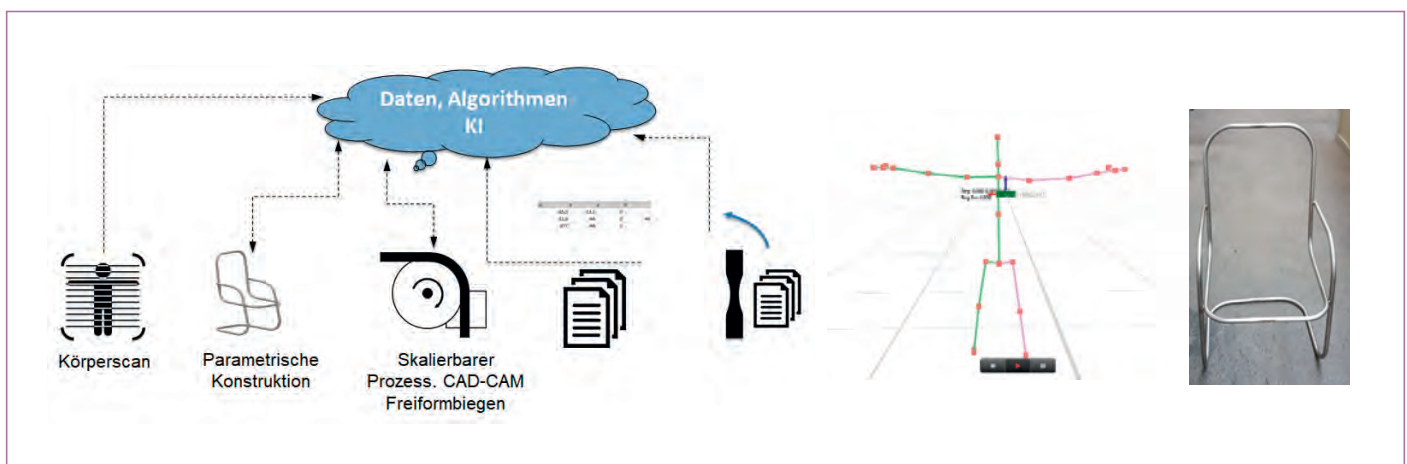 Daten, Algorithmen
KI
Körperscan
Parametrische
Konstruktion
Skalierbarer
Prozess. CAD-CAM
Freiformbiegen